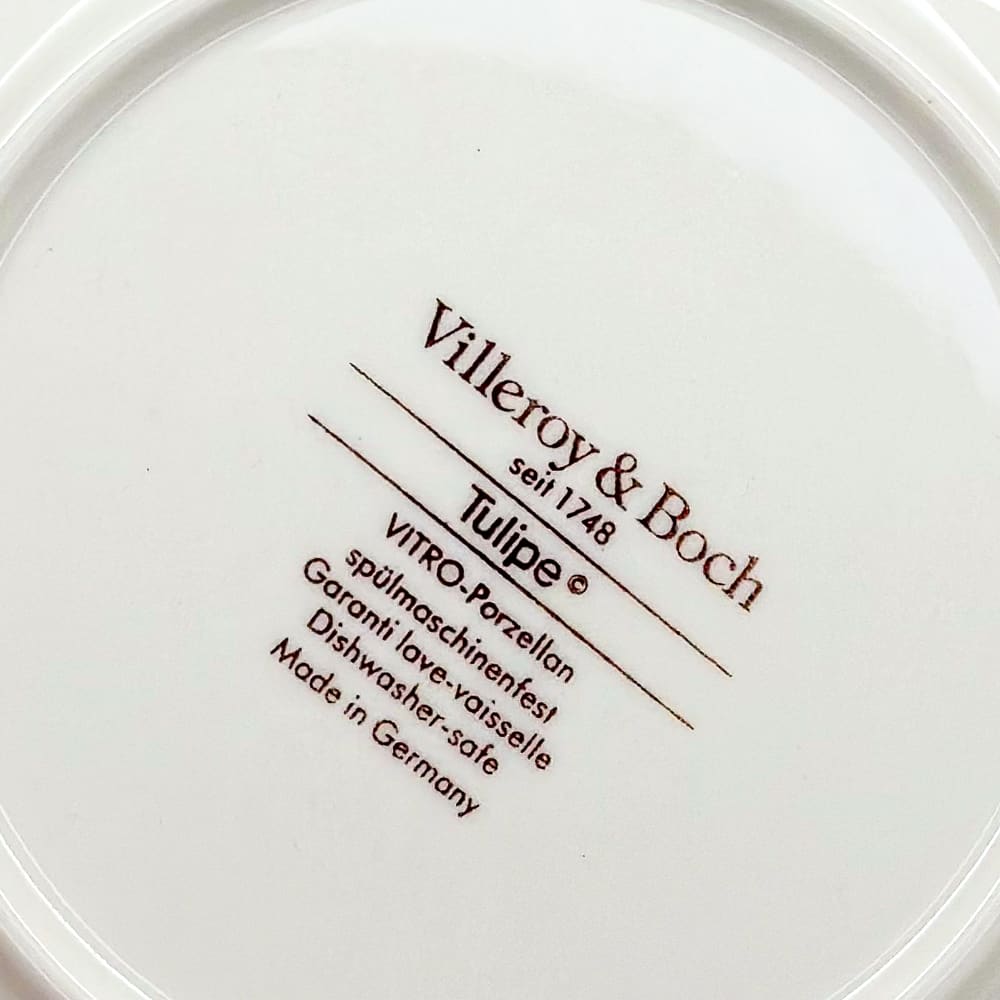 Villeroy & Boch
seit 1748
Tulipe ©
VITRO-Porzellan
spülmaschinenfest
Garanti lave-vaisselle
Dishwasher-safe
Made in Germany